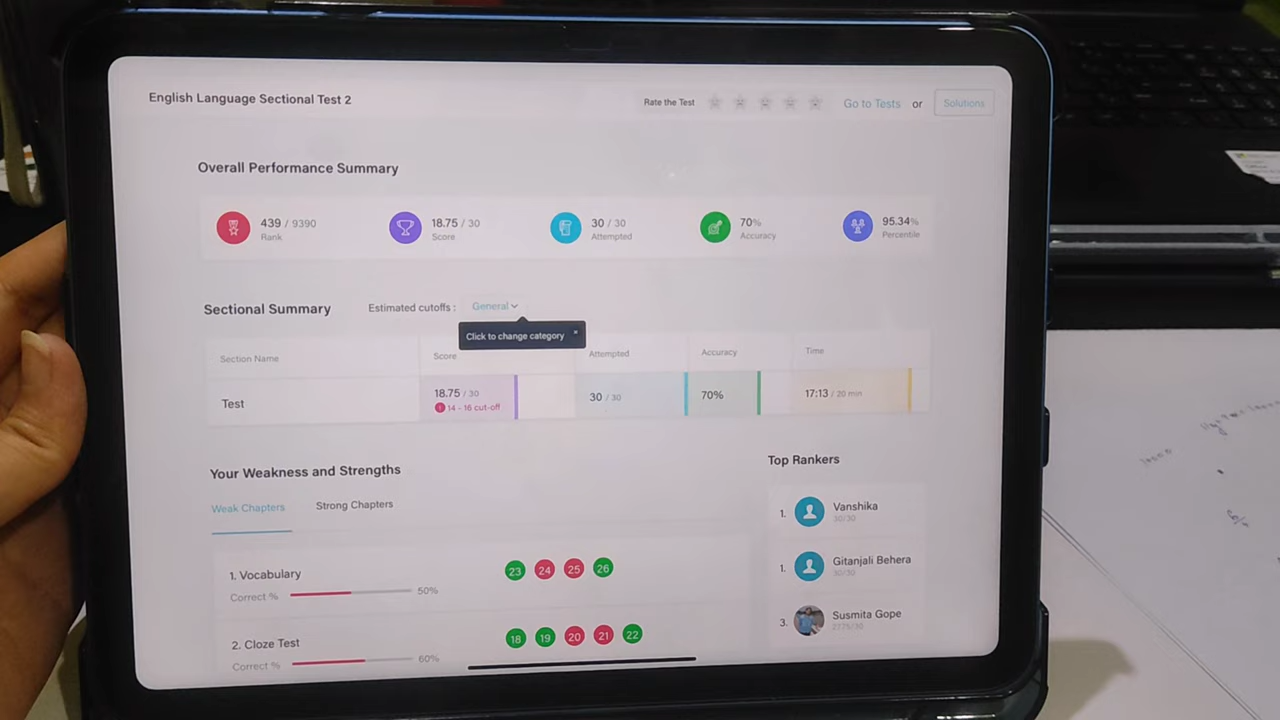 English Language Sectional Test 2
Rate the Test
Go to Tests or Solutions
Overall Performance Summary
439 / 9390
Rank
18.75 / 30
Score
30 / 30
Attempted
70%
Accuracy
95.34%
Percentile
Sectional Summary
Estimated cutoffs : General
Click to change category ×
Section Name Score Attempted Accuracy Time
Test 18.75 / 30 30 / 30 70% 17:13 / 20 min
14 - 16 cut-off
Your Weakness and Strengths
Weak Chapters Strong Chapters
1. Vocabulary 23 24 25 26
Correct % 50%
2. Cloze Test 18 19 20 21 22
Correct % 60%
Top Rankers
1. Vanshika
30/30
1. Gitanjali Behera
30/30
3. Susmita Gope